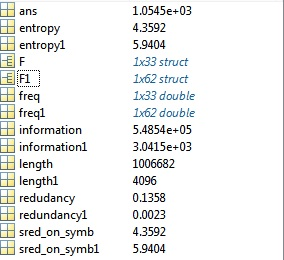 ans 1.0545e+03
entropy 4.3592
entropy1 5.9404
F 1x33 struct
F1 1x62 struct
freq 1x33 double
freq1 1x62 double
information 5.4854e+05
information1 3.0415e+03
length 1006682
length1 4096
redudancy 0.1358
redundancy1 0.0023
sred_on_symb 4.3592
sred_on_symb1 5.9404